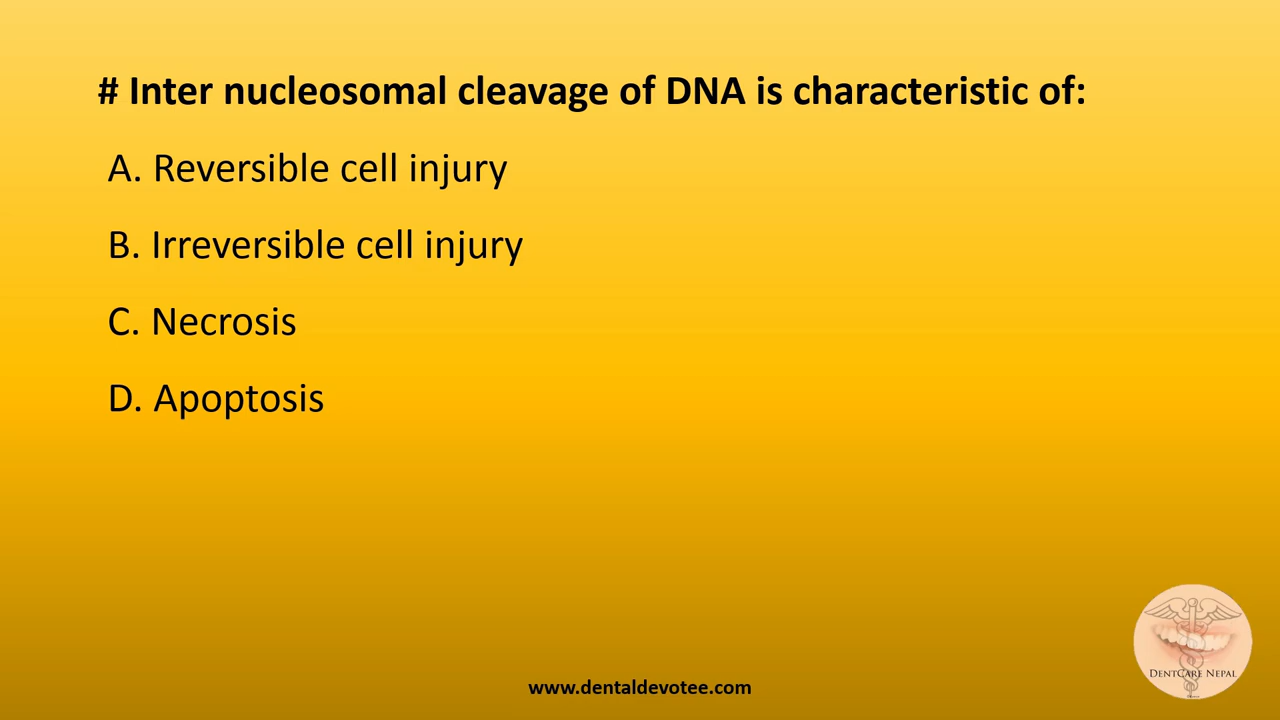 # Inter nucleosomal cleavage of DNA is characteristic of:
A. Reversible cell injury
B. Irreversible cell injury
C. Necrosis
D. Apoptosis
DENTCARE NEPAL
www.dentaldevotee.com